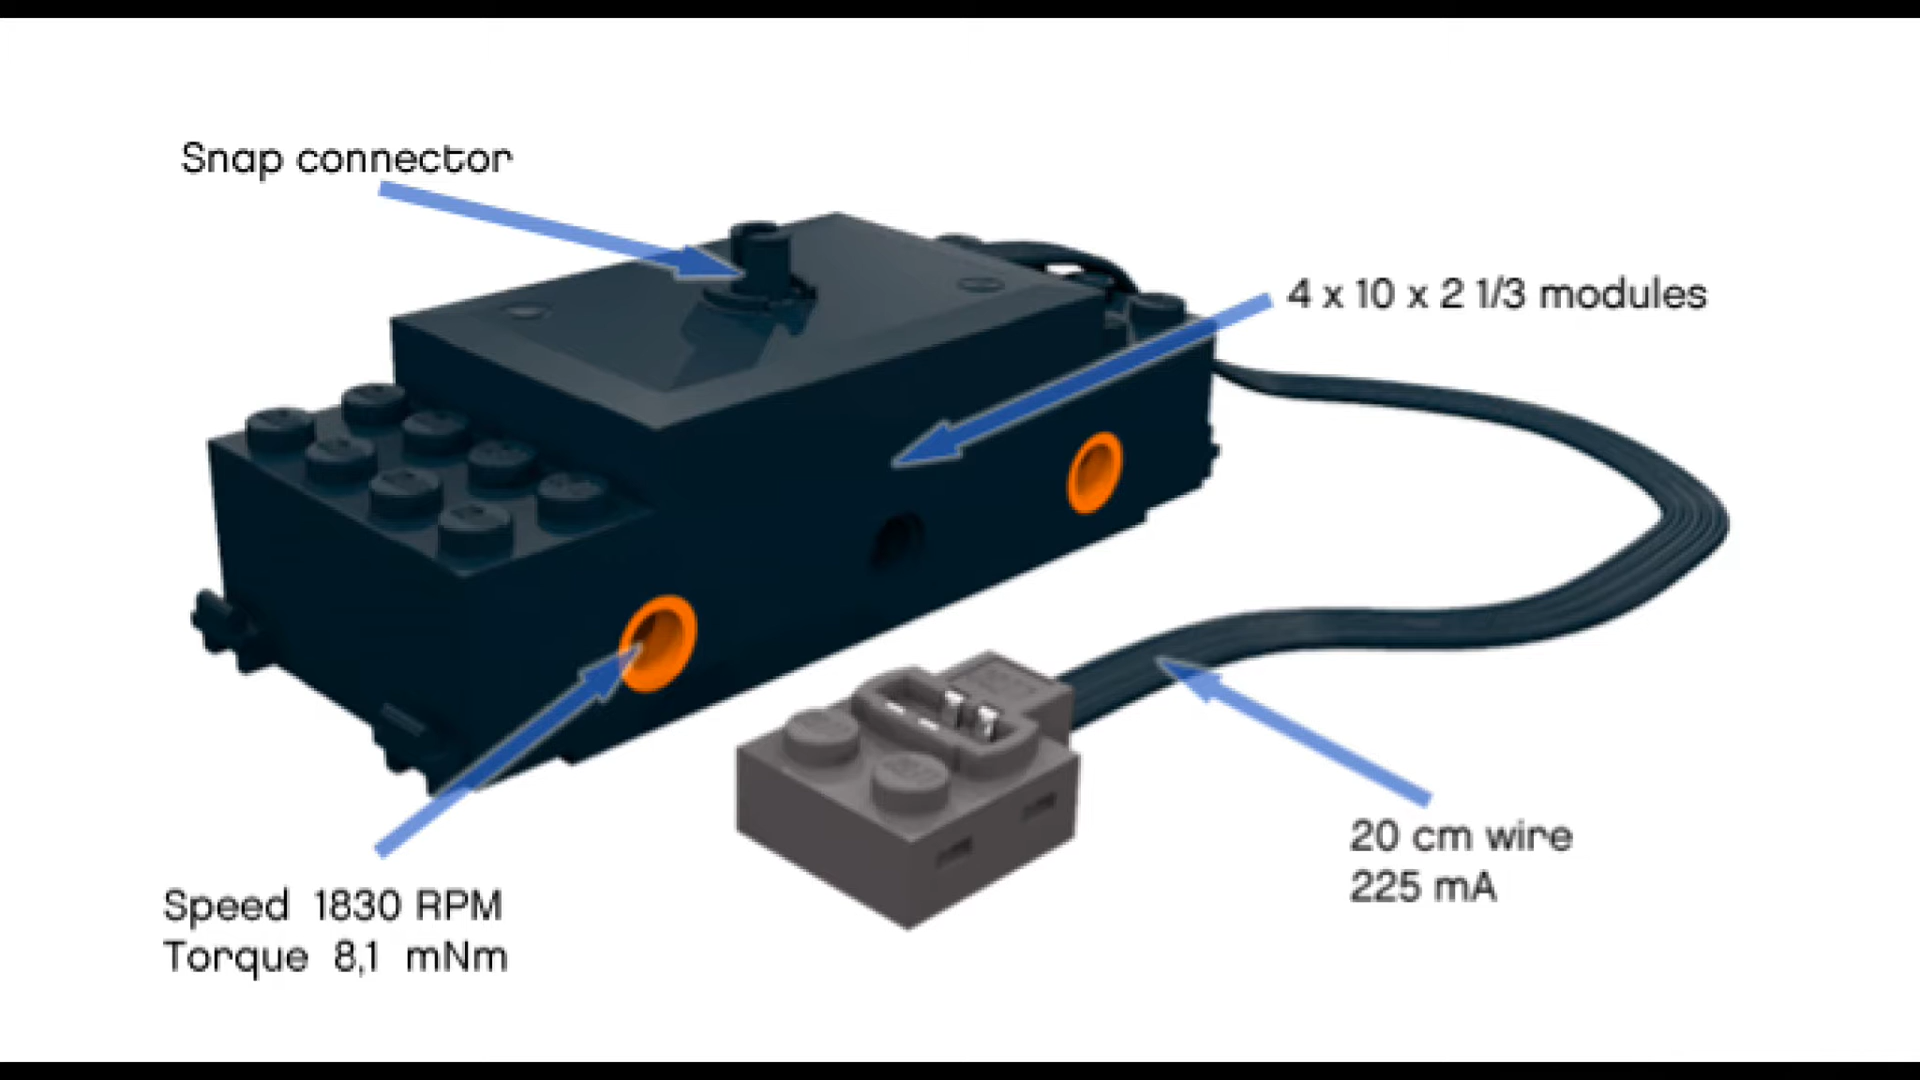 Snap connector
4 x 10 x 2 1/3 modules
20 cm wire
225 mA
Speed 1830 RPM
Torque 8,1 mNm